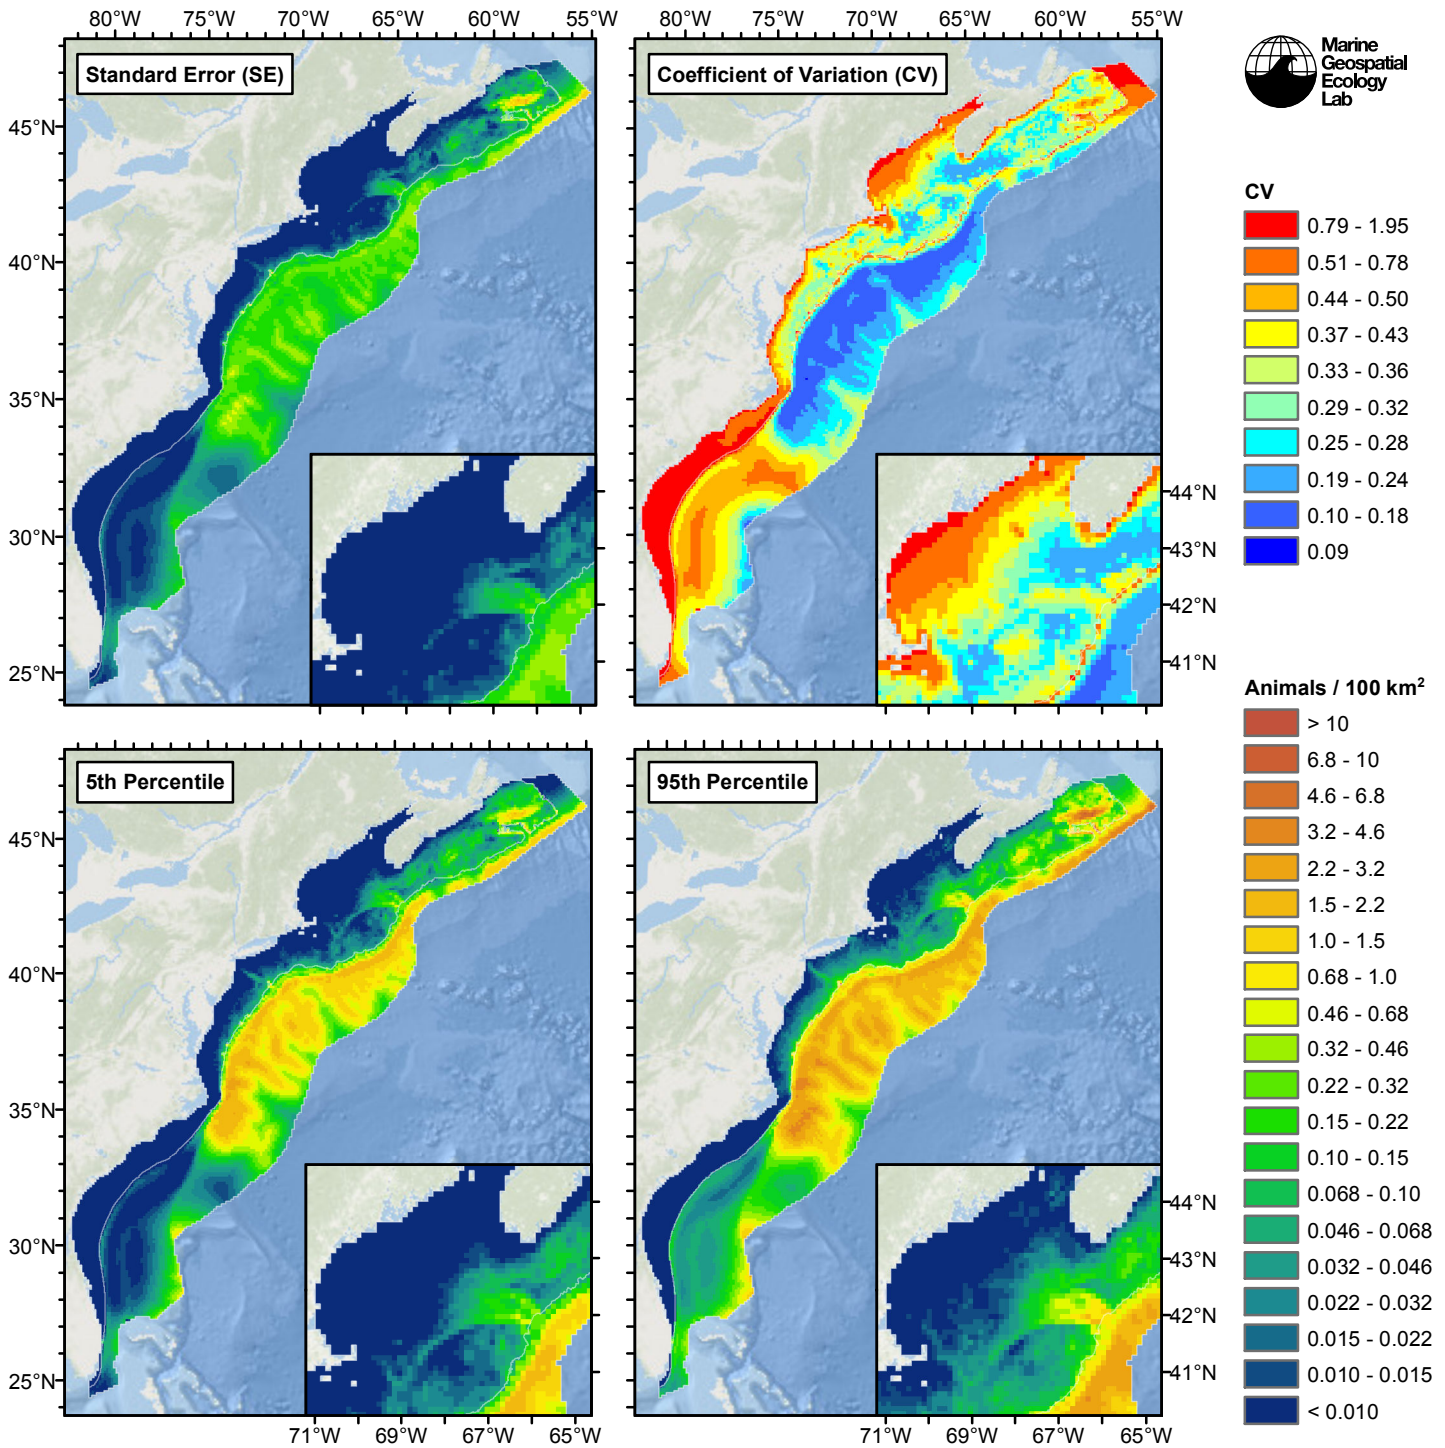 80°W 75°W 70°W 65°W 60°W 55°W
80°W 75°W 70°W 65°W 60°W 55°W
Standard Error (SE)
Coefficient of Variation (CV)
45°N
40°N
35°N
30°N
25°N
44°N
43°N
42°N
41°N
Marine
Geospatial
Ecology
Lab
CV
0.79 - 1.95
0.51 - 0.78
0.44 - 0.50
0.37 - 0.43
0.33 - 0.36
0.29 - 0.32
0.25 - 0.28
0.19 - 0.24
0.10 - 0.18
0.09
5th Percentile
95th Percentile
45°N
40°N
35°N
30°N
25°N
44°N
43°N
42°N
41°N
71°W 69°W 67°W 65°W
71°W 69°W 67°W 65°W
Animals / 100 km²
> 10
6.8 - 10
4.6 - 6.8
3.2 - 4.6
2.2 - 3.2
1.5 - 2.2
1.0 - 1.5
0.68 - 1.0
0.46 - 0.68
0.32 - 0.46
0.22 - 0.32
0.15 - 0.22
0.10 - 0.15
0.068 - 0.10
0.046 - 0.068
0.032 - 0.046
0.022 - 0.032
0.015 - 0.022
0.010 - 0.015
< 0.010